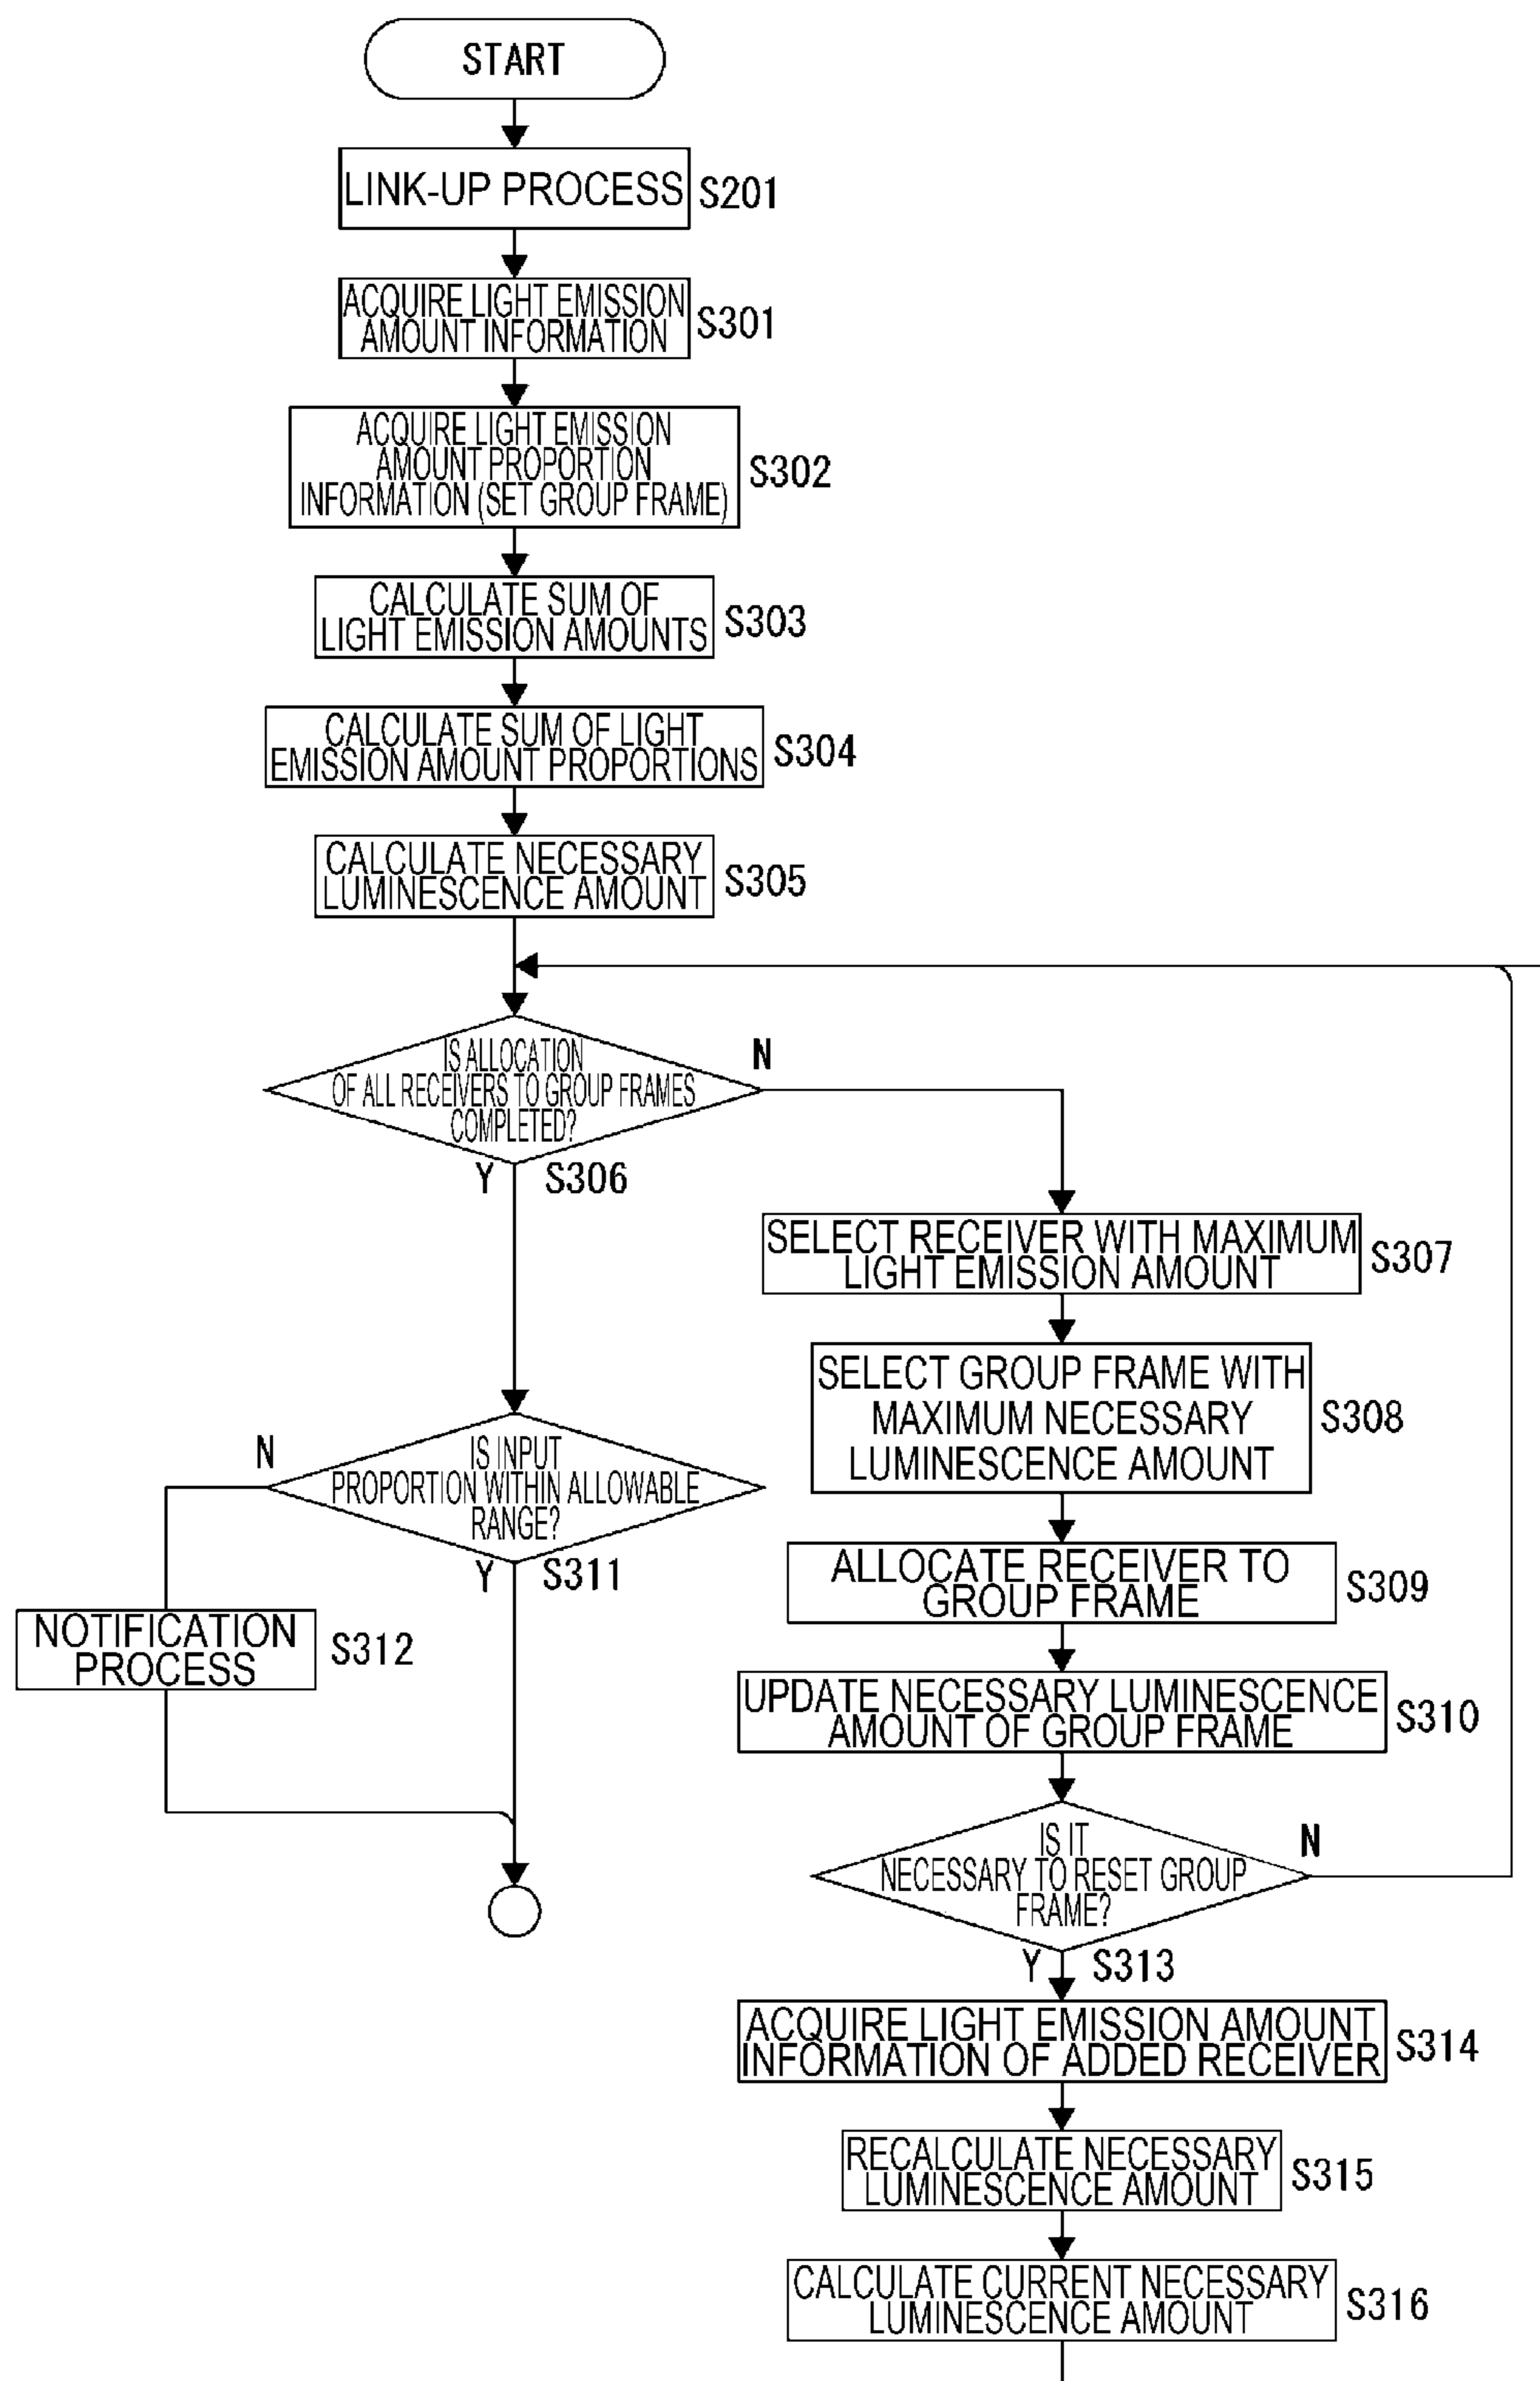 START
LINK-UP PROCESS
S201
ACQUIRE LIGHT EMISSION
AMOUNT INFORMATION
S301
ACQUIRE LIGHT EMISSION
AMOUNT PROPORTION
INFORMATION (SET GROUP FRAME)
S302
CALCULATE SUM OF
LIGHT EMISSION AMOUNTS
S303
CALCULATE SUM OF LIGHT
EMISSION AMOUNT PROPORTIONS
S304
CALCULATE NECESSARY
LUMINESCENCE AMOUNT
S305
IS ALLOCATION
OF ALL RECEIVERS TO GROUP FRAMES
COMPLETED?
N
Y
S306
SELECT RECEIVER WITH MAXIMUM
LIGHT EMISSION AMOUNT
S307
SELECT GROUP FRAME WITH
MAXIMUM NECESSARY
LUMINESCENCE AMOUNT
S308
N
IS INPUT
PROPORTION WITHIN ALLOWABLE
RANGE?
Y
S311
ALLOCATE RECEIVER TO
GROUP FRAME
S309
NOTIFICATION
PROCESS
S312
UPDATE NECESSARY LUMINESCENCE
AMOUNT OF GROUP FRAME
S310
IS IT
NECESSARY TO RESET GROUP
FRAME?
N
Y
S313
ACQUIRE LIGHT EMISSION AMOUNT
INFORMATION OF ADDED RECEIVER
S314
RECALCULATE NECESSARY
LUMINESCENCE AMOUNT
S315
CALCULATE CURRENT NECESSARY
LUMINESCENCE AMOUNT
S316